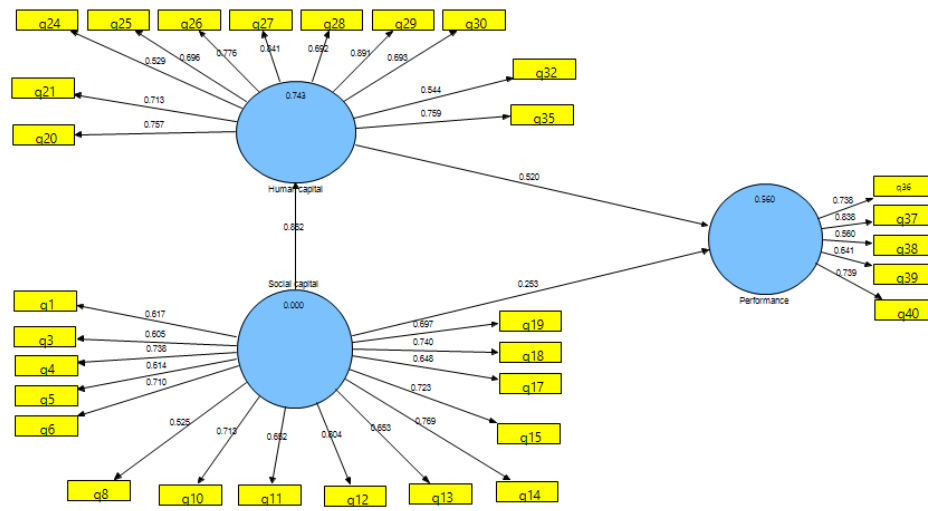 q24
q25
q26
q27
q28
q29
q30
0.529
0.696
0.776
0.841
0.692
0.891
0.693
q21
0.713
q20
0.757
0.743
Human capital
0.544
q32
0.759
q35
0.520
0.862
0.560
Performance
0.738
q36
0.838
q37
0.560
q38
0.641
q39
0.739
q40
Social capital
0.000
0.253
q1
0.617
q3
0.605
q4
0.738
q5
0.614
q6
0.710
0.697
q19
0.740
q18
0.648
q17
0.723
q15
0.525
0.713
0.653
0.769
q8
q10
q11
q12
q13
q14